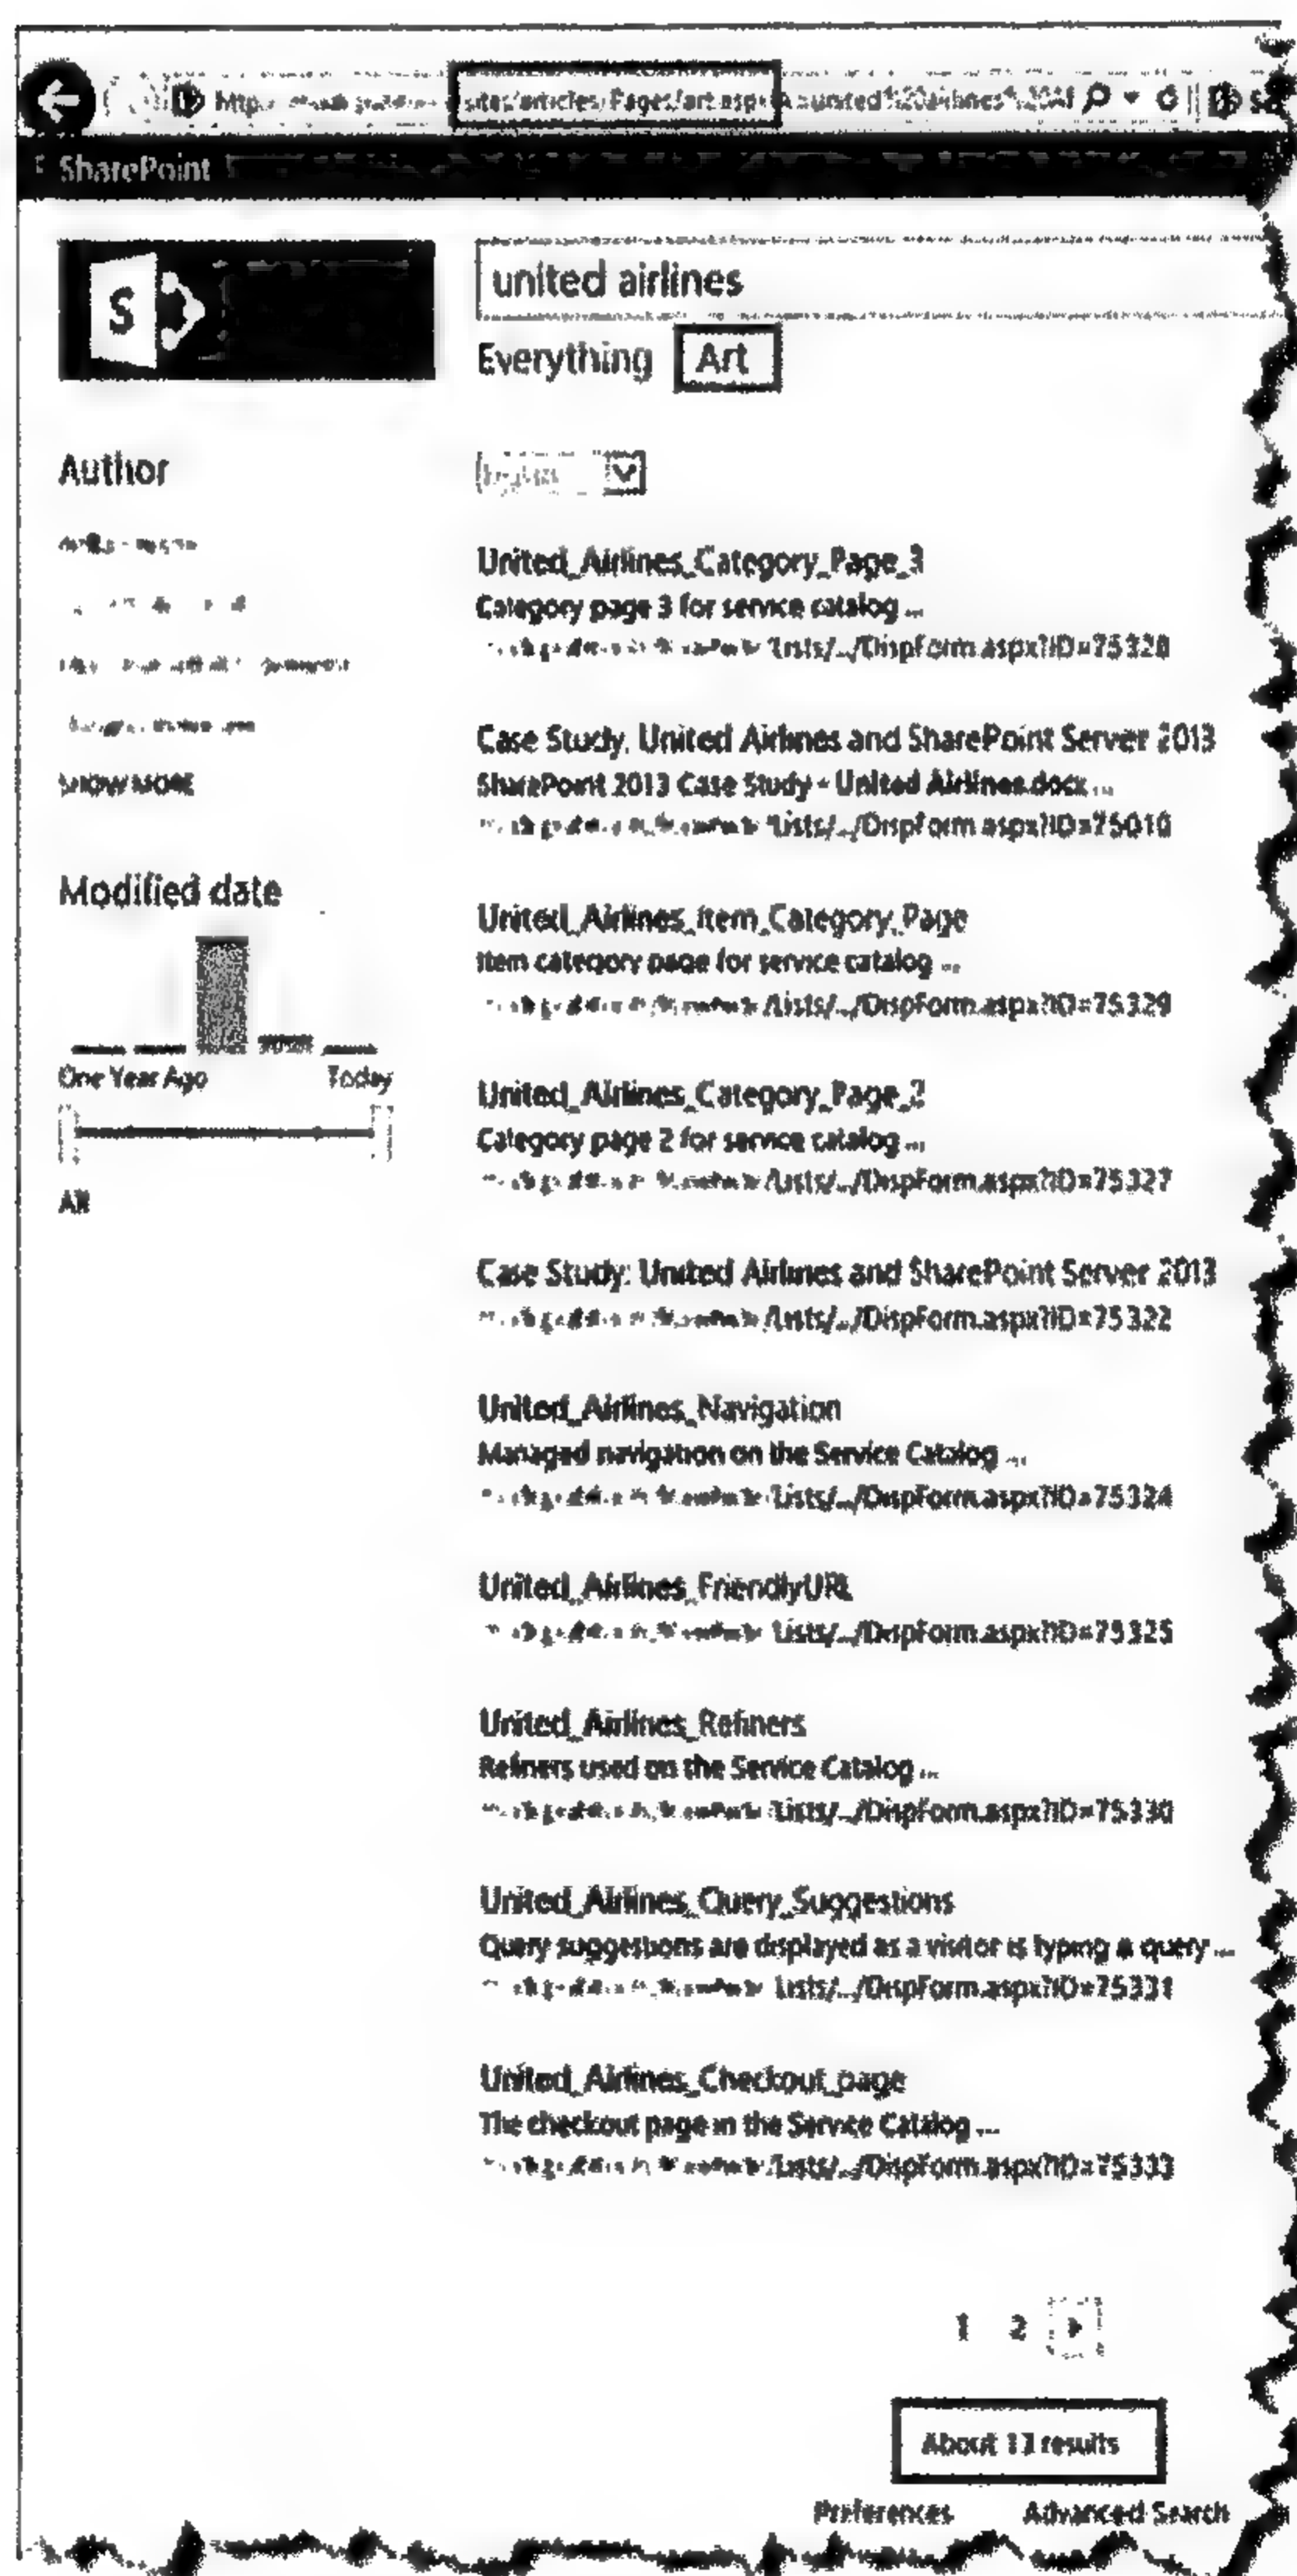 http
sites/articles/Pages/art.aspx
SharePoint
S
united airlines
Everything Art
Author
SHOW MORE
Modified date
One Year Ago Today
All
United_Airlines_Category_Page_3
Category page 3 for service catalog ...
/Lists/.../DispForm.aspx?ID=75328
Case Study: United Airlines and SharePoint Server 2013
SharePoint 2013 Case Study - United Airlines.docx ...
/Lists/.../DispForm.aspx?ID=75010
United_Airlines_Item_Category_Page
Item category page for service catalog ...
/Lists/.../DispForm.aspx?ID=75329
United_Airlines_Category_Page_2
Category page 2 for service catalog ...
/Lists/.../DispForm.aspx?ID=75327
Case Study: United Airlines and SharePoint Server 2013
/Lists/.../DispForm.aspx?ID=75322
United_Airlines_Navigation
Managed navigation on the Service Catalog ...
/Lists/.../DispForm.aspx?ID=75324
United_Airlines_FriendlyURL
/Lists/.../DispForm.aspx?ID=75325
United_Airlines_Refiners
Refiners used on the Service Catalog ...
/Lists/.../DispForm.aspx?ID=75330
United_Airlines_Query_Suggestions
Query suggestions are displayed as a visitor is typing a query ...
/Lists/.../DispForm.aspx?ID=75331
United_Airlines_Checkout_page
The checkout page in the Service Catalog ...
/Lists/.../DispForm.aspx?ID=75333
1 2
About results
Preferences Advanced Search